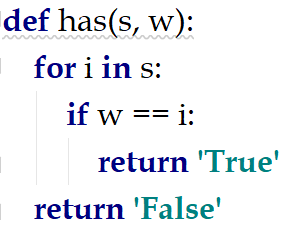 def has(s, w):
    for i in s:
        if w == i:
            return 'True'
    return 'False'